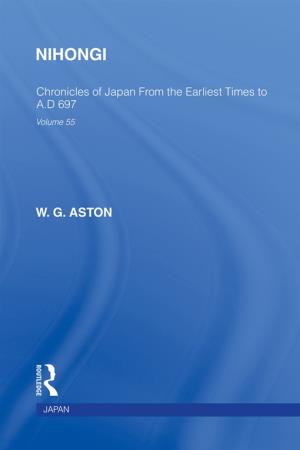 NIHONGI
Chronicles of Japan From the Earliest Times to
A.D 697
Volume 55
W. G. ASTON
ROUTLEDGE
JAPAN